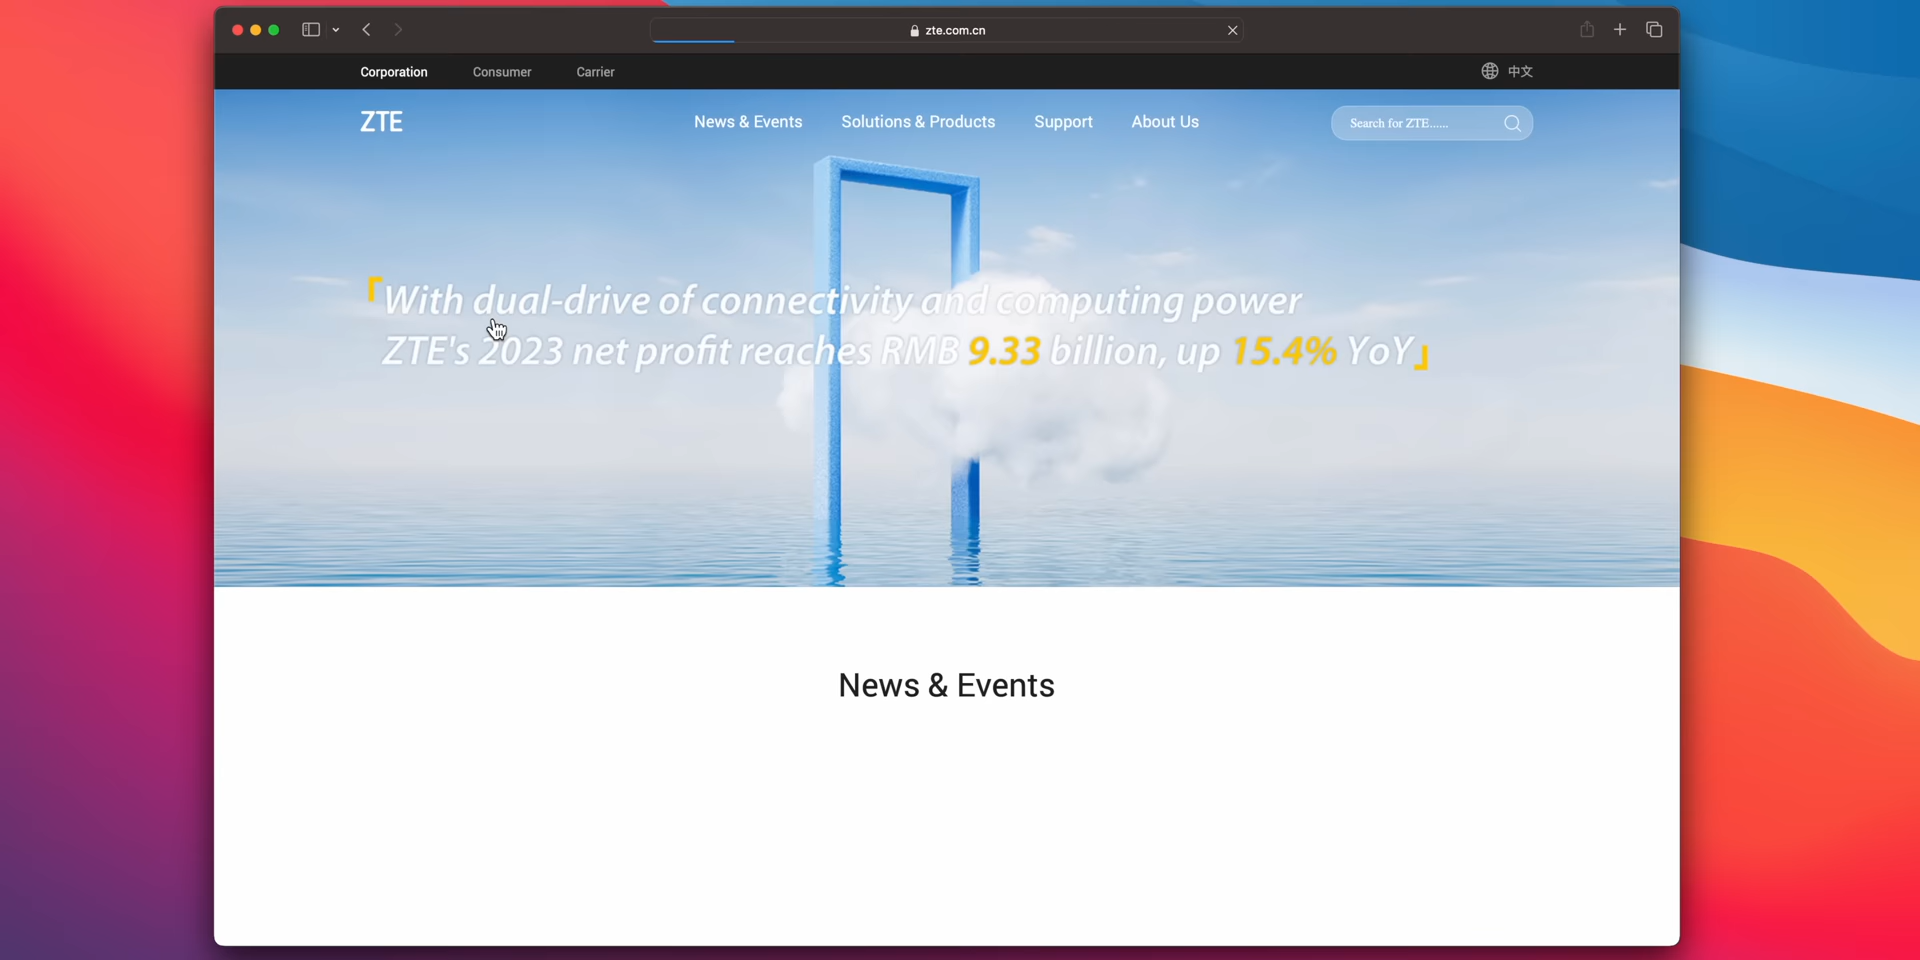 zte.com.cn
Corporation Consumer Carrier 中文
ZTE News & Events Solutions & Products Support About Us Search for ZTE......
「With dual-drive of connectivity and computing power
ZTE's 2023 net profit reaches RMB 9.33 billion, up 15.4% YoY」
News & Events